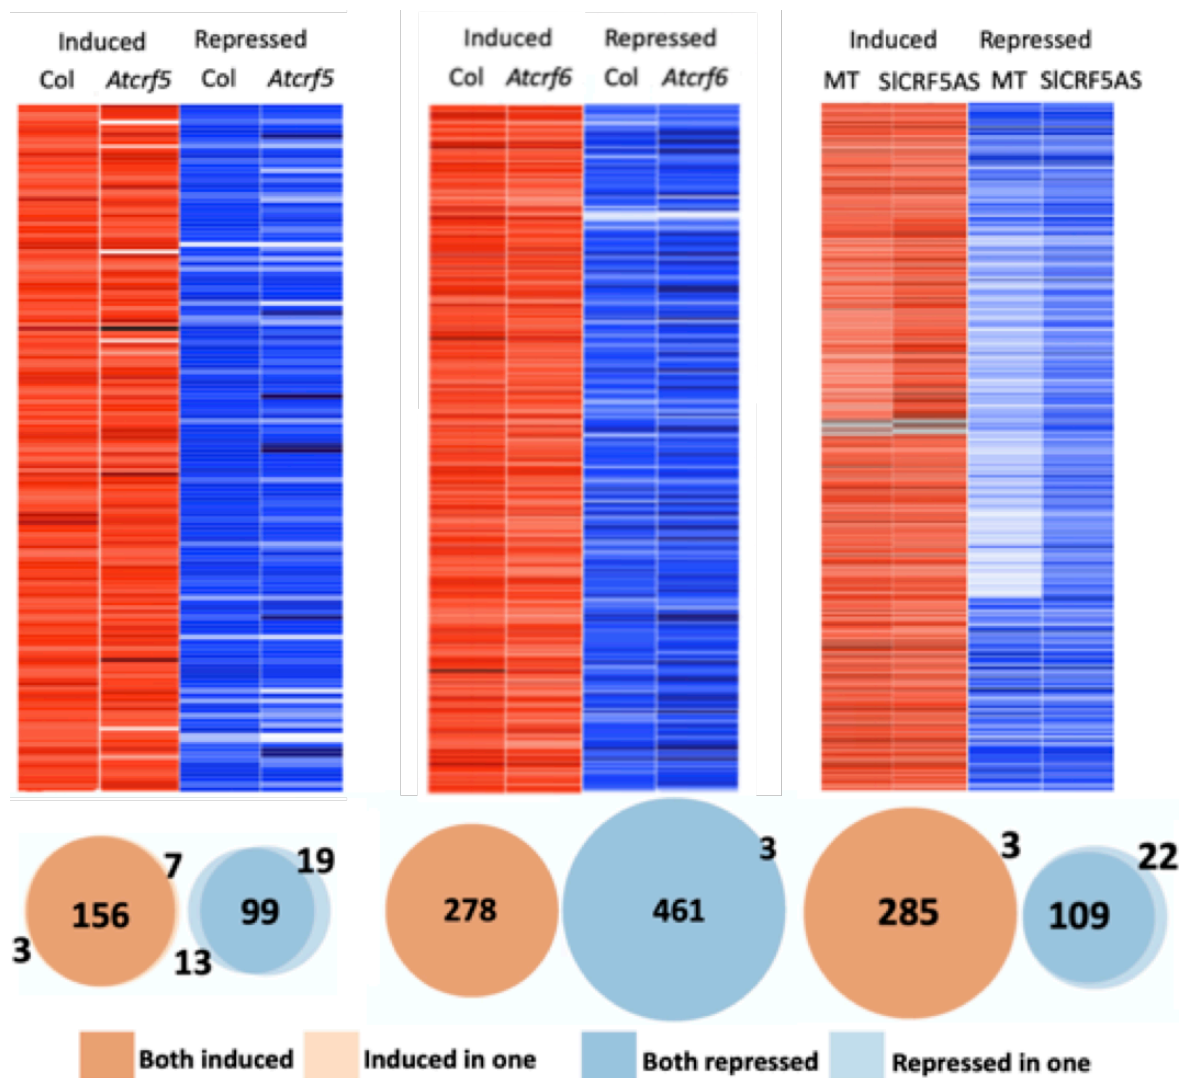 Induced Repressed
Col Atcrf5 Col Atcrf5
Induced Repressed
Col Atcrf6 Col Atcrf6
Induced Repressed
MT SlCRF5AS MT SlCRF5AS
3 156 7
13 99 19
278
461 3
285 3
109 22
Both induced
Induced in one
Both repressed
Repressed in one